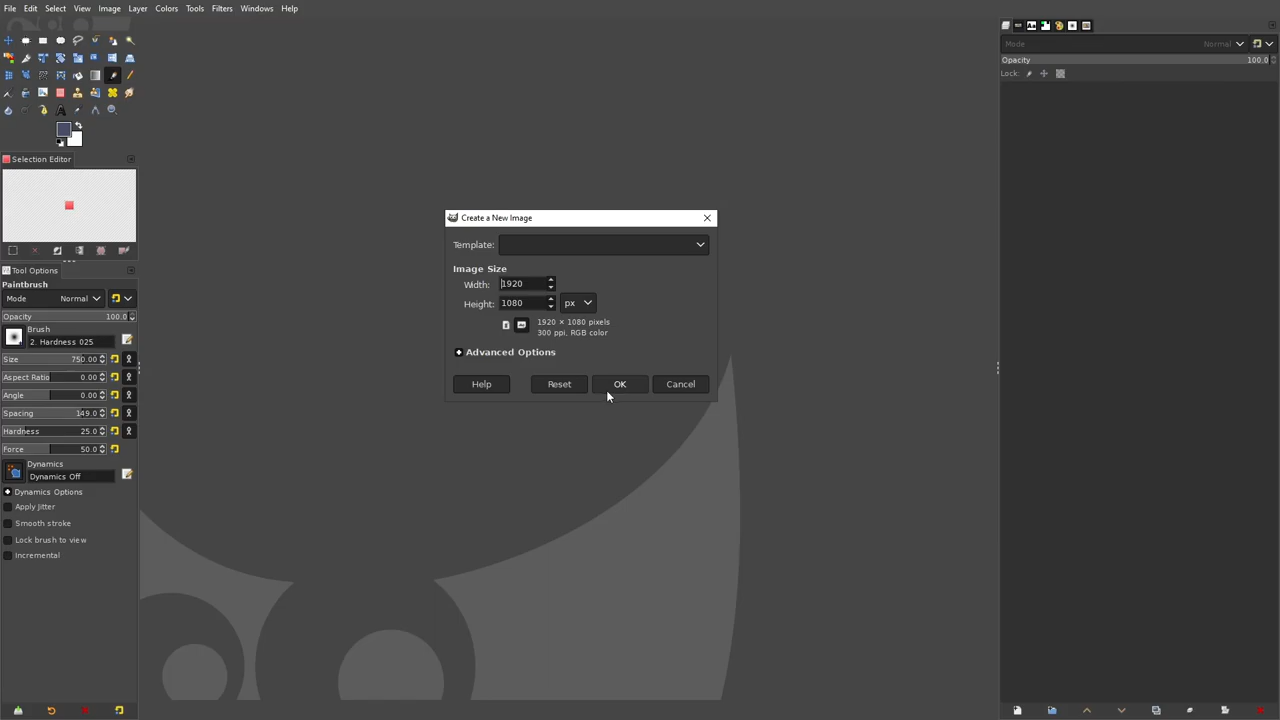 File Edit Select View Image Layer Colors Tools Filters Windows Help
Selection Editor
Tool Options
Paintbrush
Mode Normal
Opacity 100.0
Brush
2. Hardness 025
Size 750.00
Aspect Ratio 0.00
Angle 0.00
Spacing 149.0
Hardness 25.0
Force 50.0
Dynamics
Dynamics Off
Dynamics Options
Apply Jitter
Smooth stroke
Lock brush to view
Incremental
Create a New Image
Template:
Image Size
Width: 1920
Height: 1080 px
1920 × 1080 pixels
300 ppi, RGB color
Advanced Options
Help Reset OK Cancel
Aa
Mode Normal
Opacity 100.0
Lock: